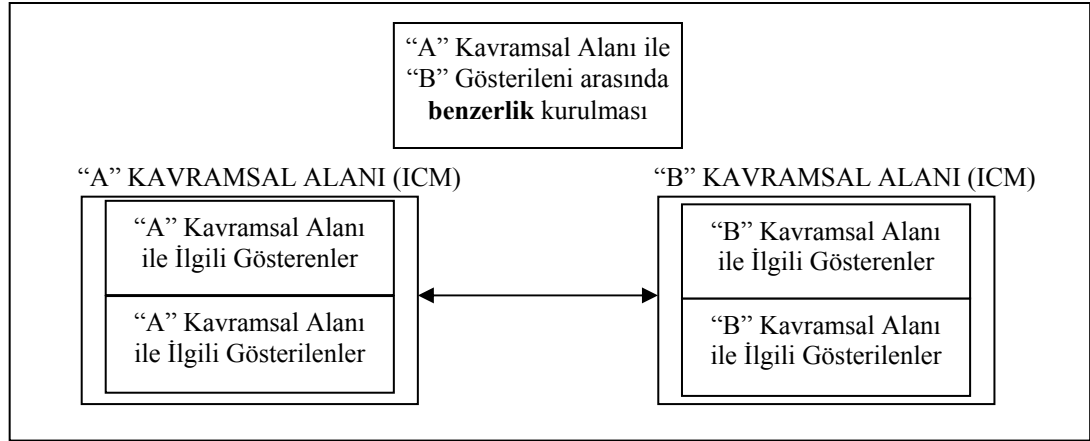 “A” Kavramsal Alanı ile
“B” Gösterileni arasında
benzerlik kurulması
“A” KAVRAMSAL ALANI (ICM)
“A” Kavramsal Alanı
ile İlgili Gösterenler
“A” Kavramsal Alanı
ile İlgili Gösterilenler
“B” KAVRAMSAL ALANI (ICM)
“B” Kavramsal Alanı
ile İlgili Gösterenler
“B” Kavramsal Alanı
ile İlgili Gösterilenler